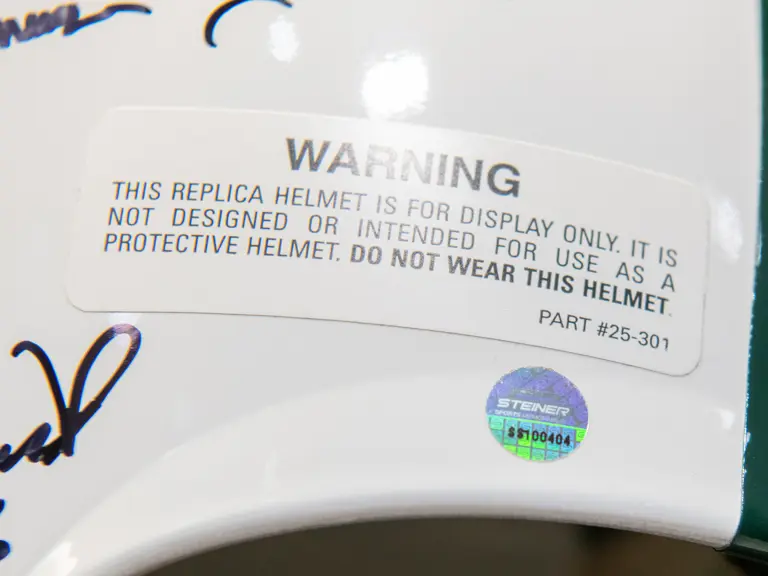 WARNING
THIS REPLICA HELMET IS FOR DISPLAY ONLY. IT IS
NOT DESIGNED OR INTENDED FOR USE AS A
PROTECTIVE HELMET. DO NOT WEAR THIS HELMET.
PART #25-301
STEINER
SPORTS
SS100404